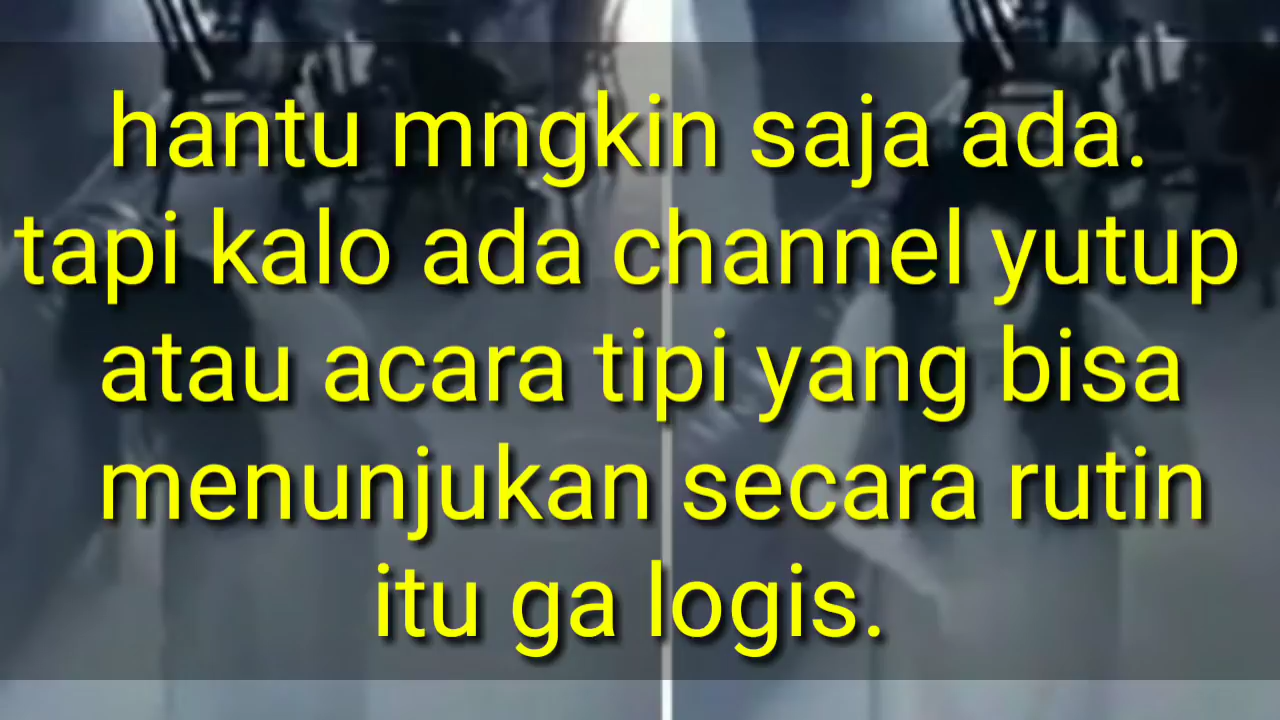 hantu mngkin saja ada.
tapi kalo ada channel yutup
atau acara tipi yang bisa
menunjukan secara rutin
itu ga logis.